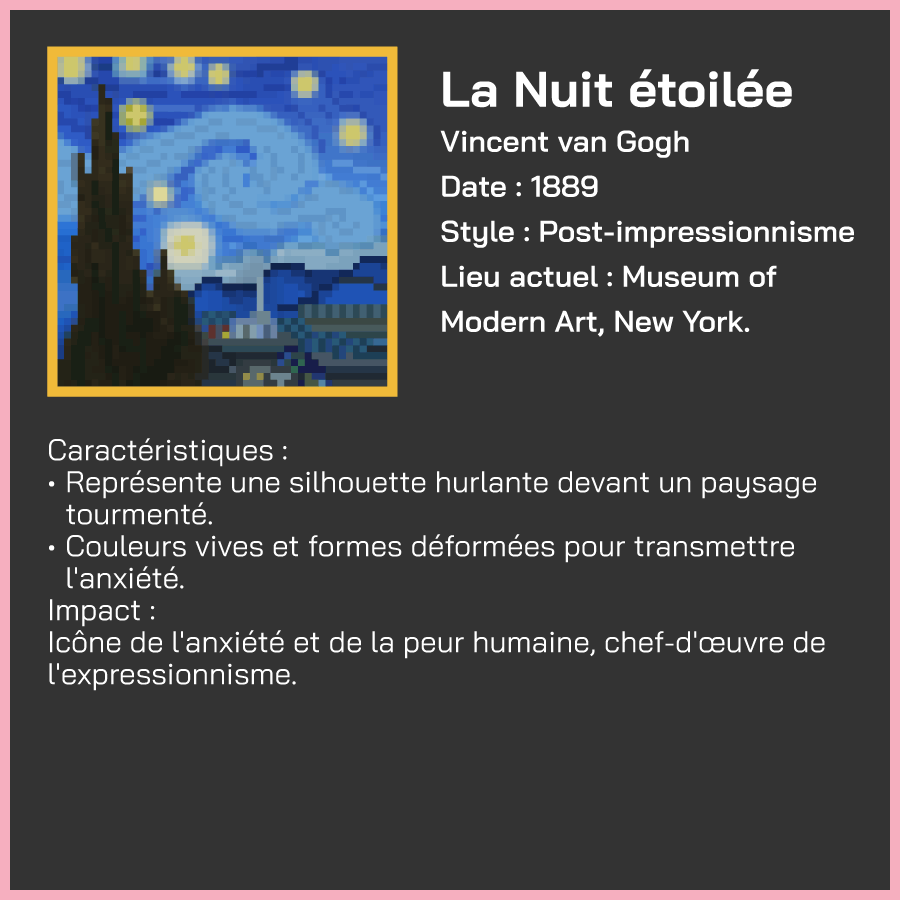 La Nuit étoilée
Vincent van Gogh
Date : 1889
Style : Post-impressionnisme
Lieu actuel : Museum of
Modern Art, New York.
Caractéristiques :
• Représente une silhouette hurlante devant un paysage
tourmenté.
• Couleurs vives et formes déformées pour transmettre
l'anxiété.
Impact :
Icône de l'anxiété et de la peur humaine, chef-d'œuvre de
l'expressionnisme.